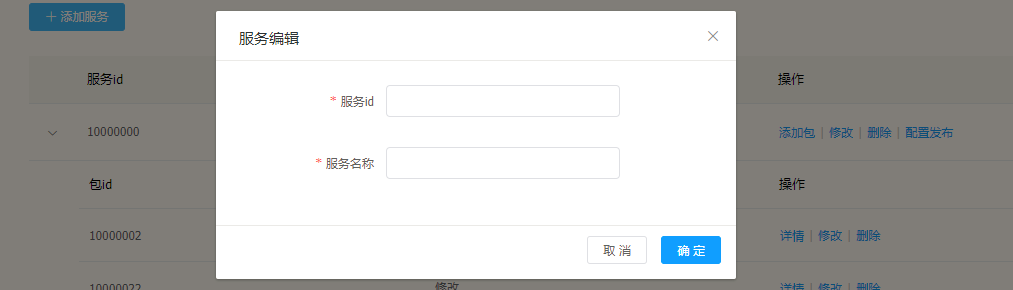 + 添加服务
服务编辑
服务id
操作
* 服务id
10000000
添加包 | 修改 | 删除 | 配置发布
* 服务名称
包id
操作
10000002
详情 | 修改 | 删除
取 消
确 定
10000022
修改
详情 | 修改 | 删除